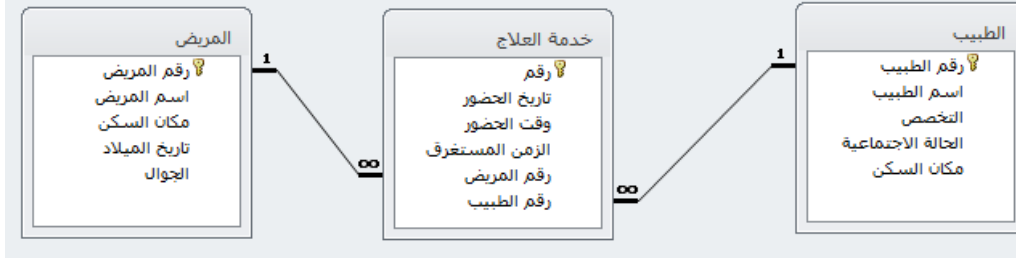 الطبيب
رقم الطبيب
اسم الطبيب
التخصص
الحالة الاجتماعية
مكان السكن
1
∞
خدمة العلاج
رقم
تاريخ الحضور
وقت الحضور
الزمن المستغرق
رقم المريض
رقم الطبيب
∞
1
المريض
رقم المريض
اسم المريض
مكان السكن
تاريخ الميلاد
الجوال